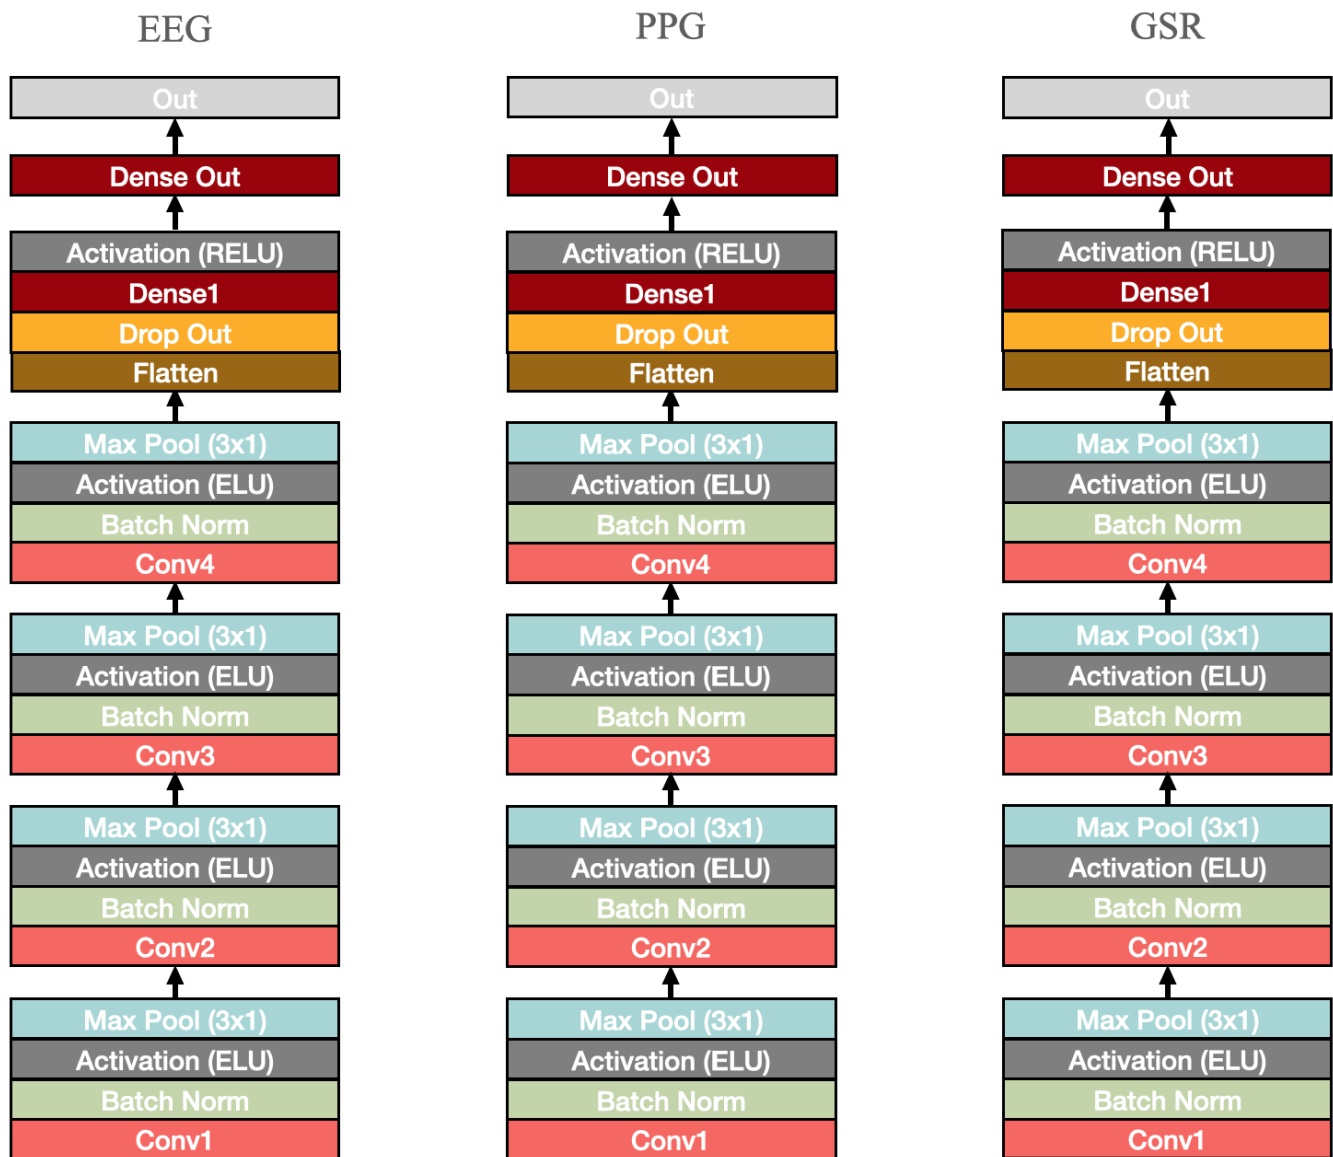 EEG PPG GSR
Out Out Out
Dense Out Dense Out Dense Out
Activation (RELU) Activation (RELU) Activation (RELU)
Dense1 Dense1 Dense1
Drop Out Drop Out Drop Out
Flatten Flatten Flatten
Max Pool (3x1) Max Pool (3x1) Max Pool (3x1)
Activation (ELU) Activation (ELU) Activation (ELU)
Batch Norm Batch Norm Batch Norm
Conv4 Conv4 Conv4
Max Pool (3x1) Max Pool (3x1) Max Pool (3x1)
Activation (ELU) Activation (ELU) Activation (ELU)
Batch Norm Batch Norm Batch Norm
Conv3 Conv3 Conv3
Max Pool (3x1) Max Pool (3x1) Max Pool (3x1)
Activation (ELU) Activation (ELU) Activation (ELU)
Batch Norm Batch Norm Batch Norm
Conv2 Conv2 Conv2
Max Pool (3x1) Max Pool (3x1) Max Pool (3x1)
Activation (ELU) Activation (ELU) Activation (ELU)
Batch Norm Batch Norm Batch Norm
Conv1 Conv1 Conv1